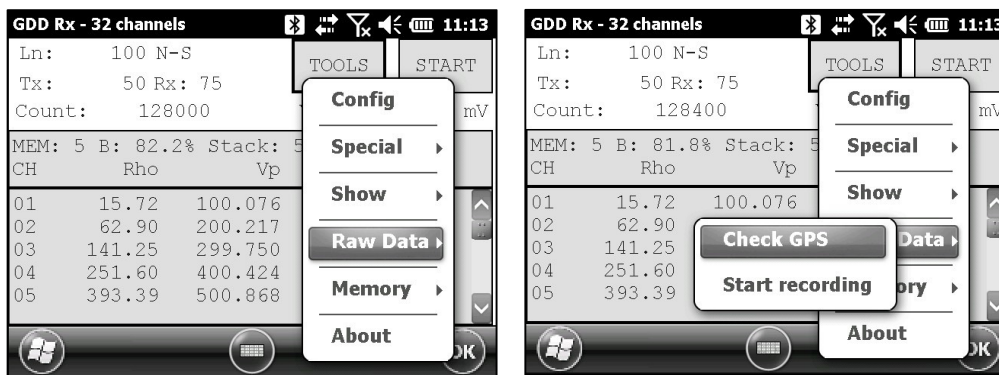 GDD Rx - 32 channels 11:13
Ln: 100 N-S
TOOLS START
Tx: 50 Rx: 75
Count: 128000 mV
MEM: 5 B: 82.2% Stack: 5
CH Rho Vp
01 15.72 100.076
02 62.90 200.217
03 141.25 299.750
04 251.60 400.424
05 393.39 500.868
Config
Special
Show
Raw Data
Memory
About
OK
GDD Rx - 32 channels 11:13
Ln: 100 N-S
TOOLS START
Tx: 50 Rx: 75
Count: 128400 mV
MEM: 5 B: 81.8% Stack: 5
CH Rho Vp
01 15.72 100.076
02 62.90
03 141.25
04 251.60
05 393.39
Config
Special
Show
Data
ory
About
Check GPS
Start recording
OK